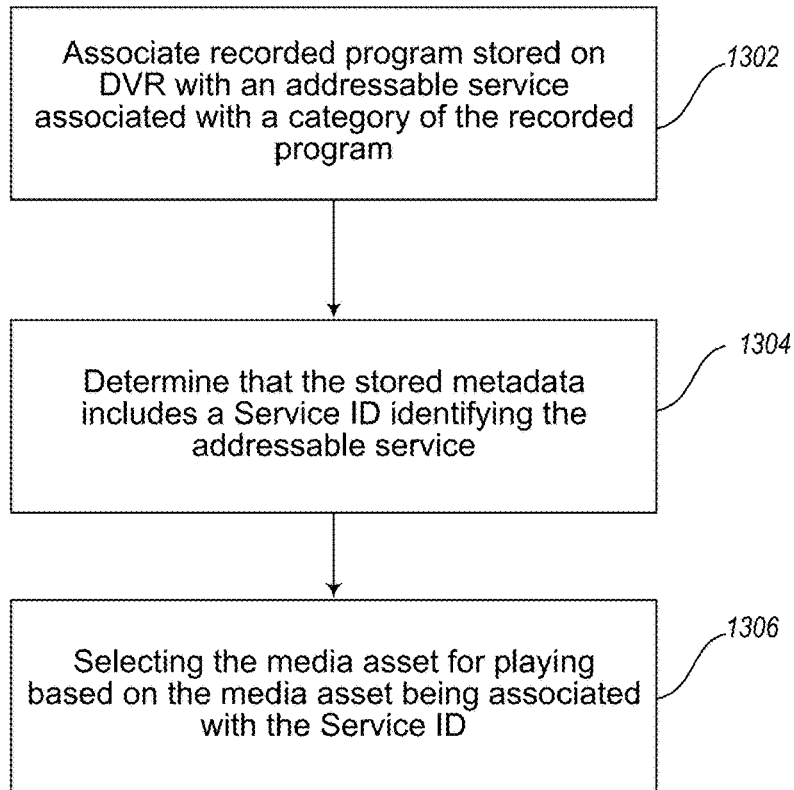 Associate recorded program stored on
DVR with an addressable service
associated with a category of the recorded
program
1302
Determine that the stored metadata
includes a Service ID identifying the
addressable service
1304
Selecting the media asset for playing
based on the media asset being associated
with the Service ID
1306